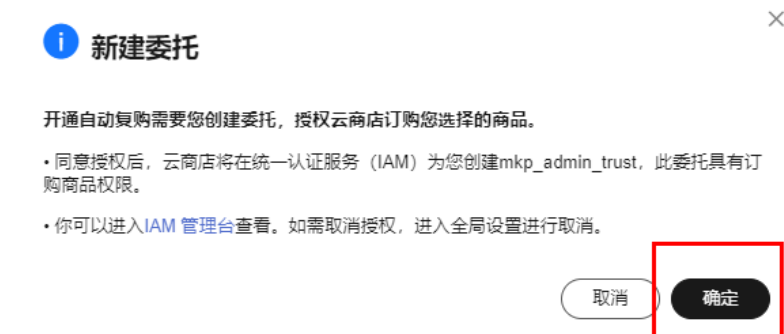 新建委托
开通自动复购需要您创建委托，授权云商店订购您选择的商品。
• 同意授权后，云商店将在统一认证服务（IAM）为您创建mkp_admin_trust，此委托具有订
购商品权限。
• 你可以进入IAM 管理台查看。如需取消授权，进入全局设置进行取消。
取消
确定